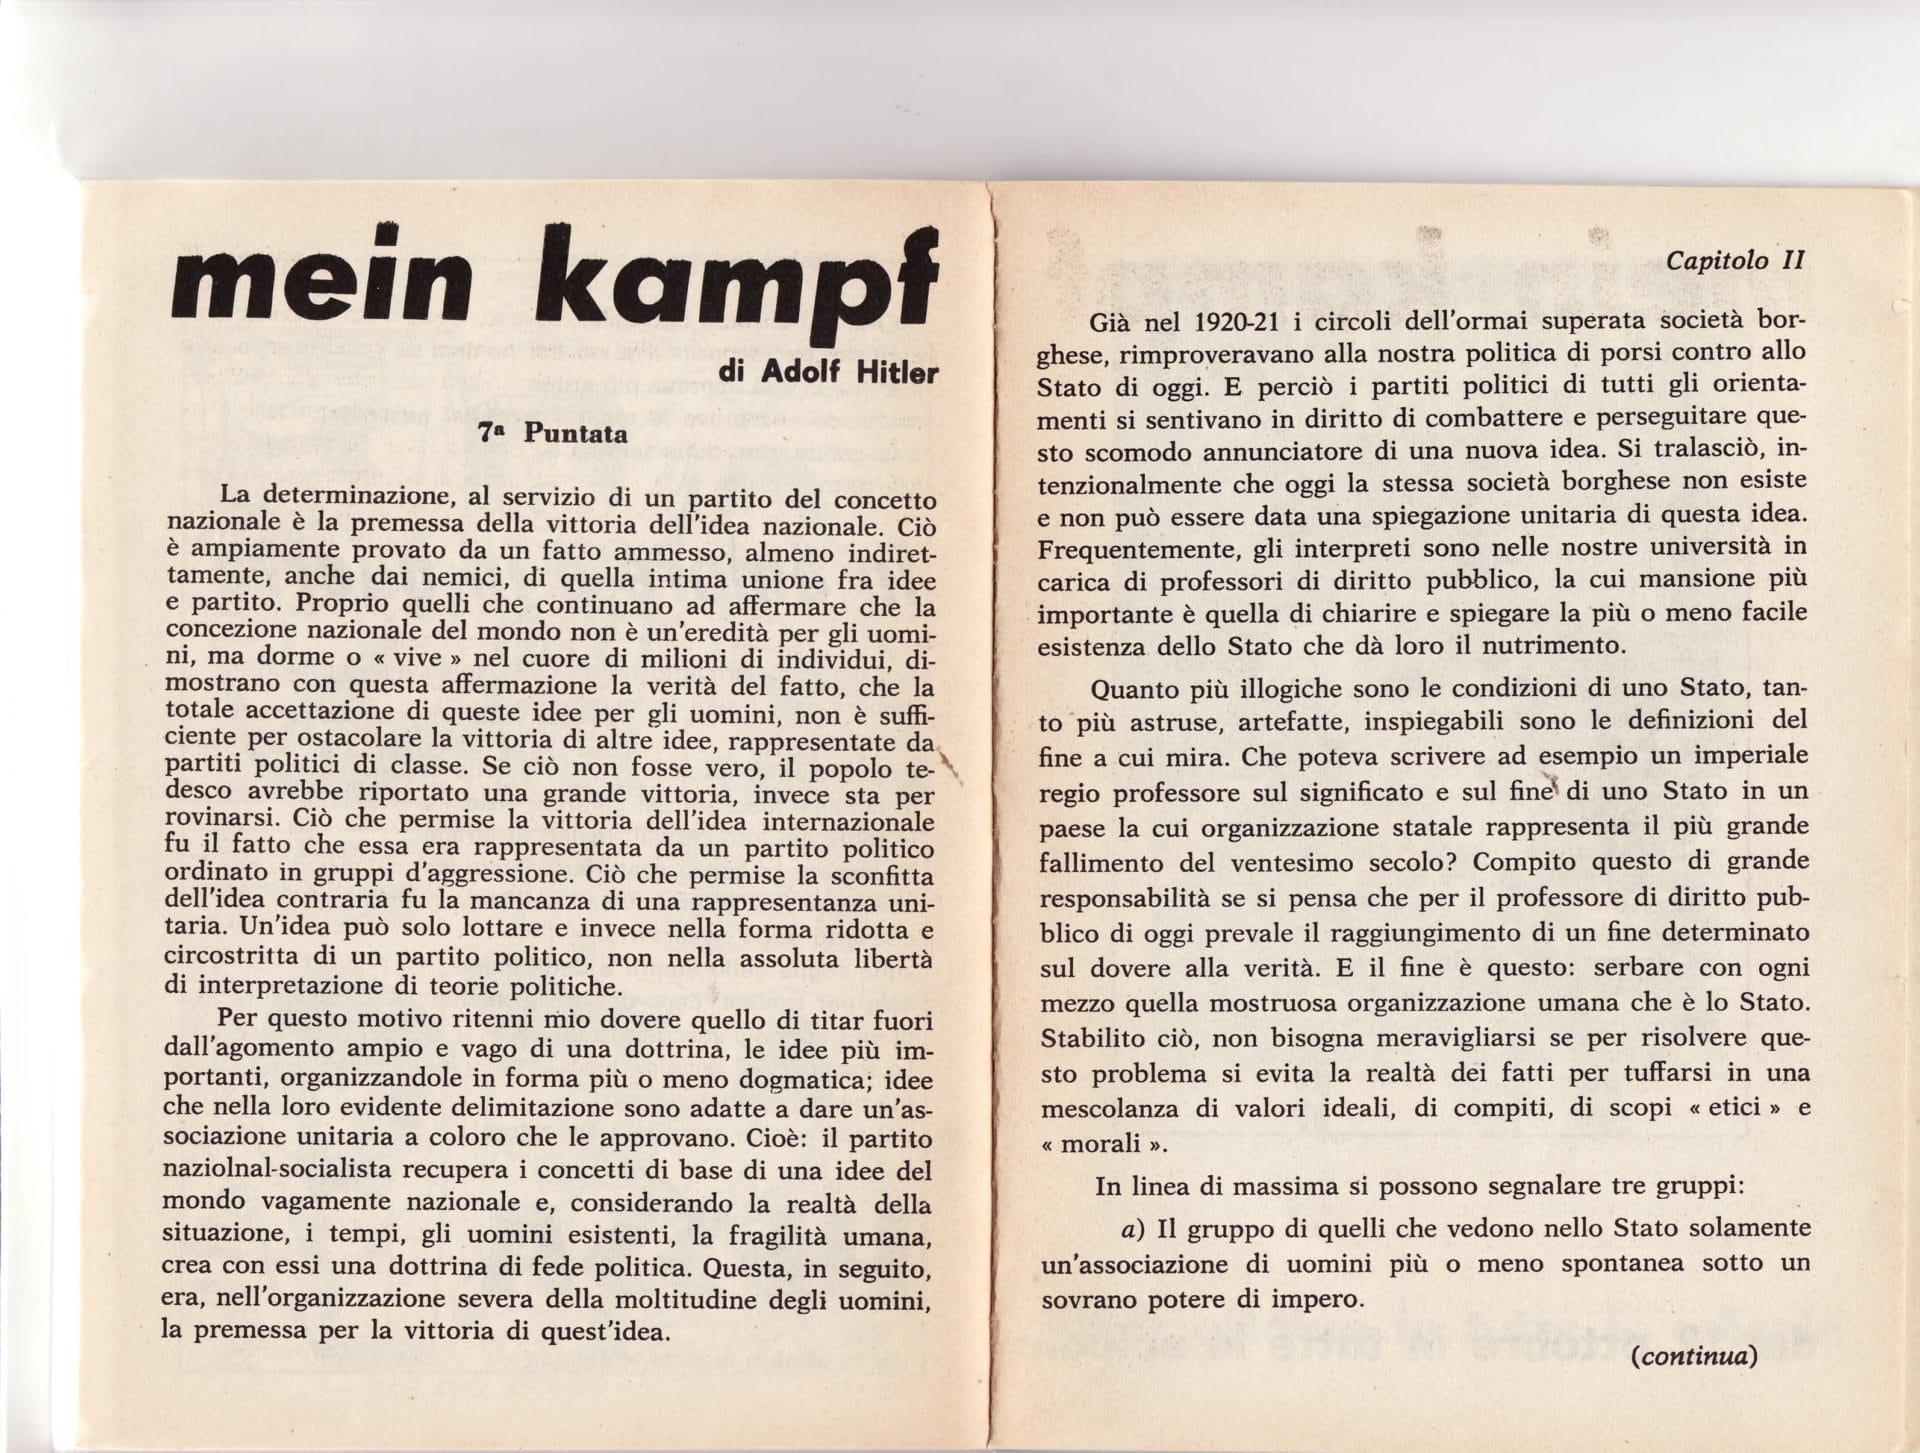 mein kampf
di Adolf Hitler
7ª Puntata
La determinazione, al servizio di un partito del concetto
nazionale è la premessa della vittoria dell'idea nazionale. Ciò
è ampiamente provato da un fatto ammesso, almeno indiret-
tamente, anche dai nemici, di quella intima unione fra idee
e partito. Proprio quelli che continuano ad affermare che la
concezione nazionale del mondo non è un'eredità per gli uomi-
ni, ma dorme o « vive » nel cuore di milioni di individui, di-
mostrano con questa affermazione la verità del fatto, che la
totale accettazione di queste idee per gli uomini, non è suffi-
ciente per ostacolare la vittoria di altre idee, rappresentate da
partiti politici di classe. Se ciò non fosse vero, il popolo te-
desco avrebbe riportato una grande vittoria, invece sta per
rovinarsi. Ciò che permise la vittoria dell'idea internazionale
fu il fatto che essa era rappresentata da un partito politico
ordinato in gruppi d'aggressione. Ciò che permise la sconfitta
dell'idea contraria fu la mancanza di una rappresentanza uni-
taria. Un'idea può solo lottare e invece nella forma ridotta e
circostritta di un partito politico, non nella assoluta libertà
di interpretazione di teorie politiche.
Per questo motivo ritenni mio dovere quello di titar fuori
dall'agomento ampio e vago di una dottrina, le idee più im-
portanti, organizzandole in forma più o meno dogmatica; idee
che nella loro evidente delimitazione sono adatte a dare un'as-
sociazione unitaria a coloro che le approvano. Cioè: il partito
naziolnal-socialista recupera i concetti di base di una idee del
mondo vagamente nazionale e, considerando la realtà della
situazione, i tempi, gli uomini esistenti, la fragilità umana,
crea con essi una dottrina di fede politica. Questa, in seguito,
era, nell'organizzazione severa della moltitudine degli uomini,
la premessa per la vittoria di quest'idea.
Capitolo II
Già nel 1920-21 i circoli dell'ormai superata società bor-
ghese, rimproveravano alla nostra politica di porsi contro allo
Stato di oggi. E perciò i partiti politici di tutti gli orienta-
menti si sentivano in diritto di combattere e perseguitare que-
sto scomodo annunciatore di una nuova idea. Si tralasciò, in-
tenzionalmente che oggi la stessa società borghese non esiste
e non può essere data una spiegazione unitaria di questa idea.
Frequentemente, gli interpreti sono nelle nostre università in
carica di professori di diritto pubblico, la cui mansione più
importante è quella di chiarire e spiegare la più o meno facile
esistenza dello Stato che dà loro il nutrimento.
Quanto più illogiche sono le condizioni di uno Stato, tan-
to più astruse, artefatte, inspiegabili sono le definizioni del
fine a cui mira. Che poteva scrivere ad esempio un imperiale
regio professore sul significato e sul fine di uno Stato in un
paese la cui organizzazione statale rappresenta il più grande
fallimento del ventesimo secolo? Compito questo di grande
responsabilità se si pensa che per il professore di diritto pub-
blico di oggi prevale il raggiungimento di un fine determinato
sul dovere alla verità. E il fine è questo: serbare con ogni
mezzo quella mostruosa organizzazione umana che è lo Stato.
Stabilito ciò, non bisogna meravigliarsi se per risolvere que-
sto problema si evita la realtà dei fatti per tuffarsi in una
mescolanza di valori ideali, di compiti, di scopi « etici » e
« morali ».
In linea di massima si possono segnalare tre gruppi:
a) Il gruppo di quelli che vedono nello Stato solamente
un'associazione di uomini più o meno spontanea sotto un
sovrano potere di impero.
(continua)